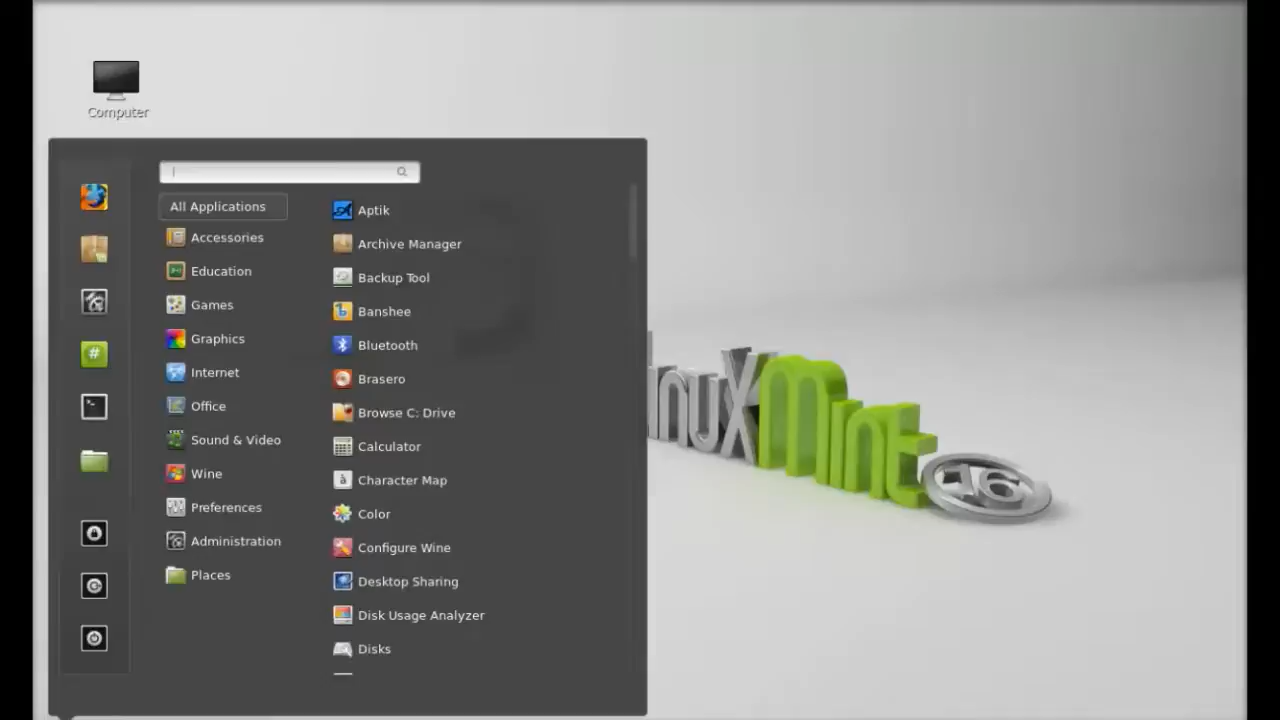 Computer
All Applications
Accessories
Education
Games
Graphics
Internet
Office
Sound & Video
Wine
Preferences
Administration
Places
Aptik
Archive Manager
Backup Tool
Banshee
Bluetooth
Brasero
Browse C: Drive
Calculator
Character Map
Color
Configure Wine
Desktop Sharing
Disk Usage Analyzer
Disks
inuxMint 16